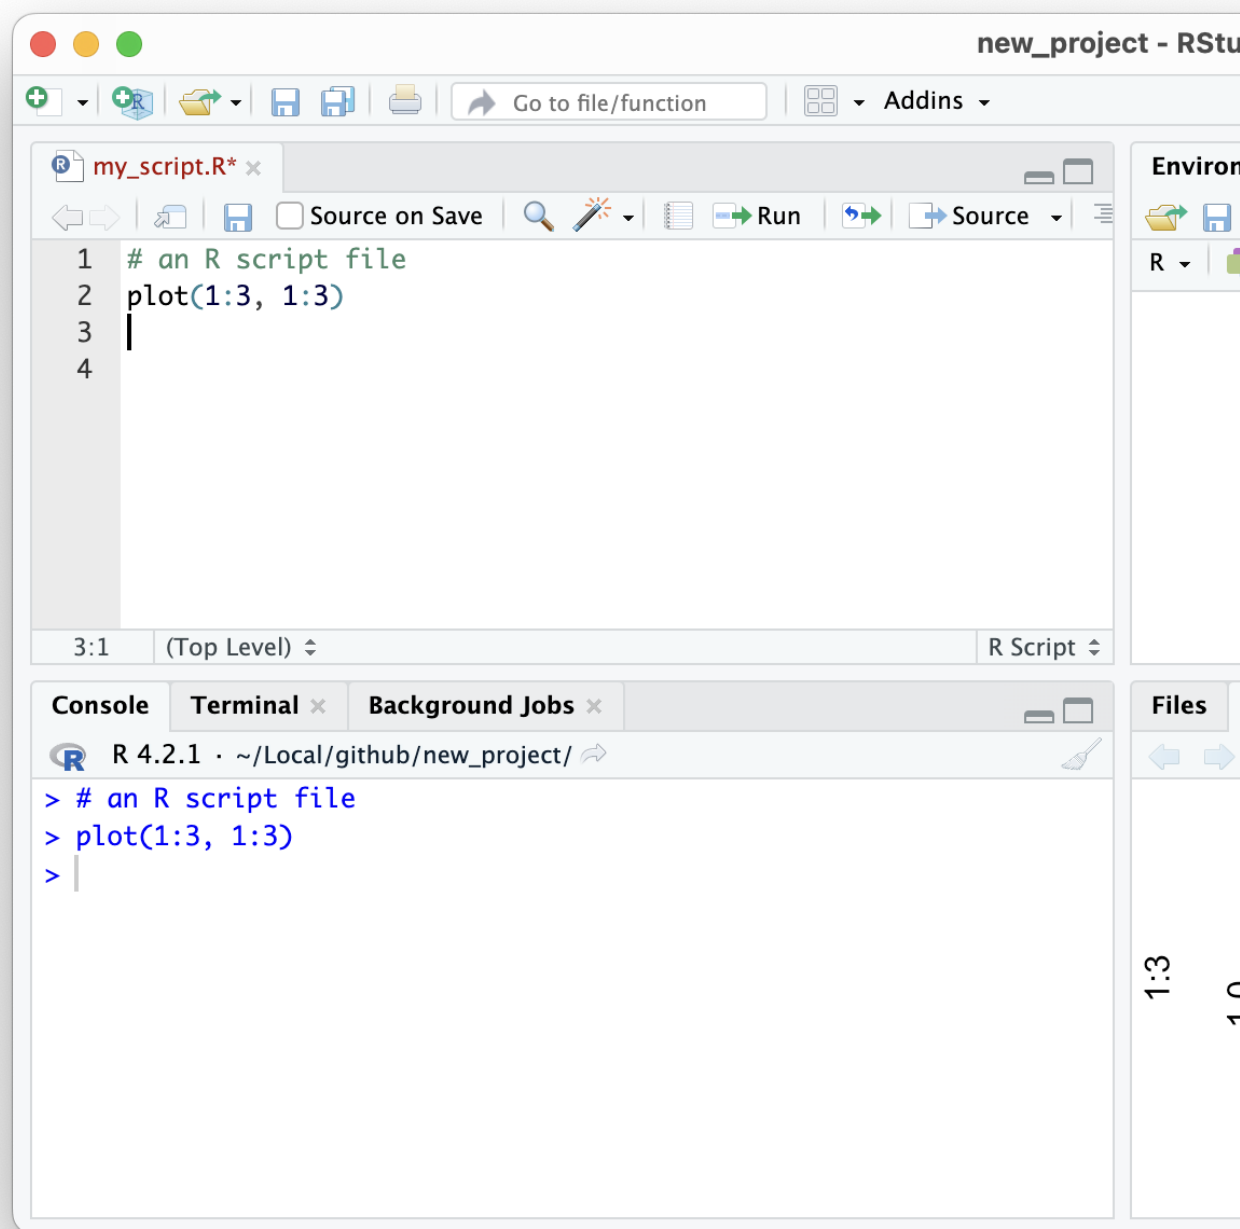 new_project - RStu
Go to file/function
Addins
my_script.R*
Source on Save
Run
Source
1 # an R script file
2 plot(1:3, 1:3)
3
4
3:1 (Top Level) R Script
Environ
R
Console Terminal Background Jobs
R 4.2.1 · ~/Local/github/new_project/
> # an R script file
> plot(1:3, 1:3)
>
Files
1:3